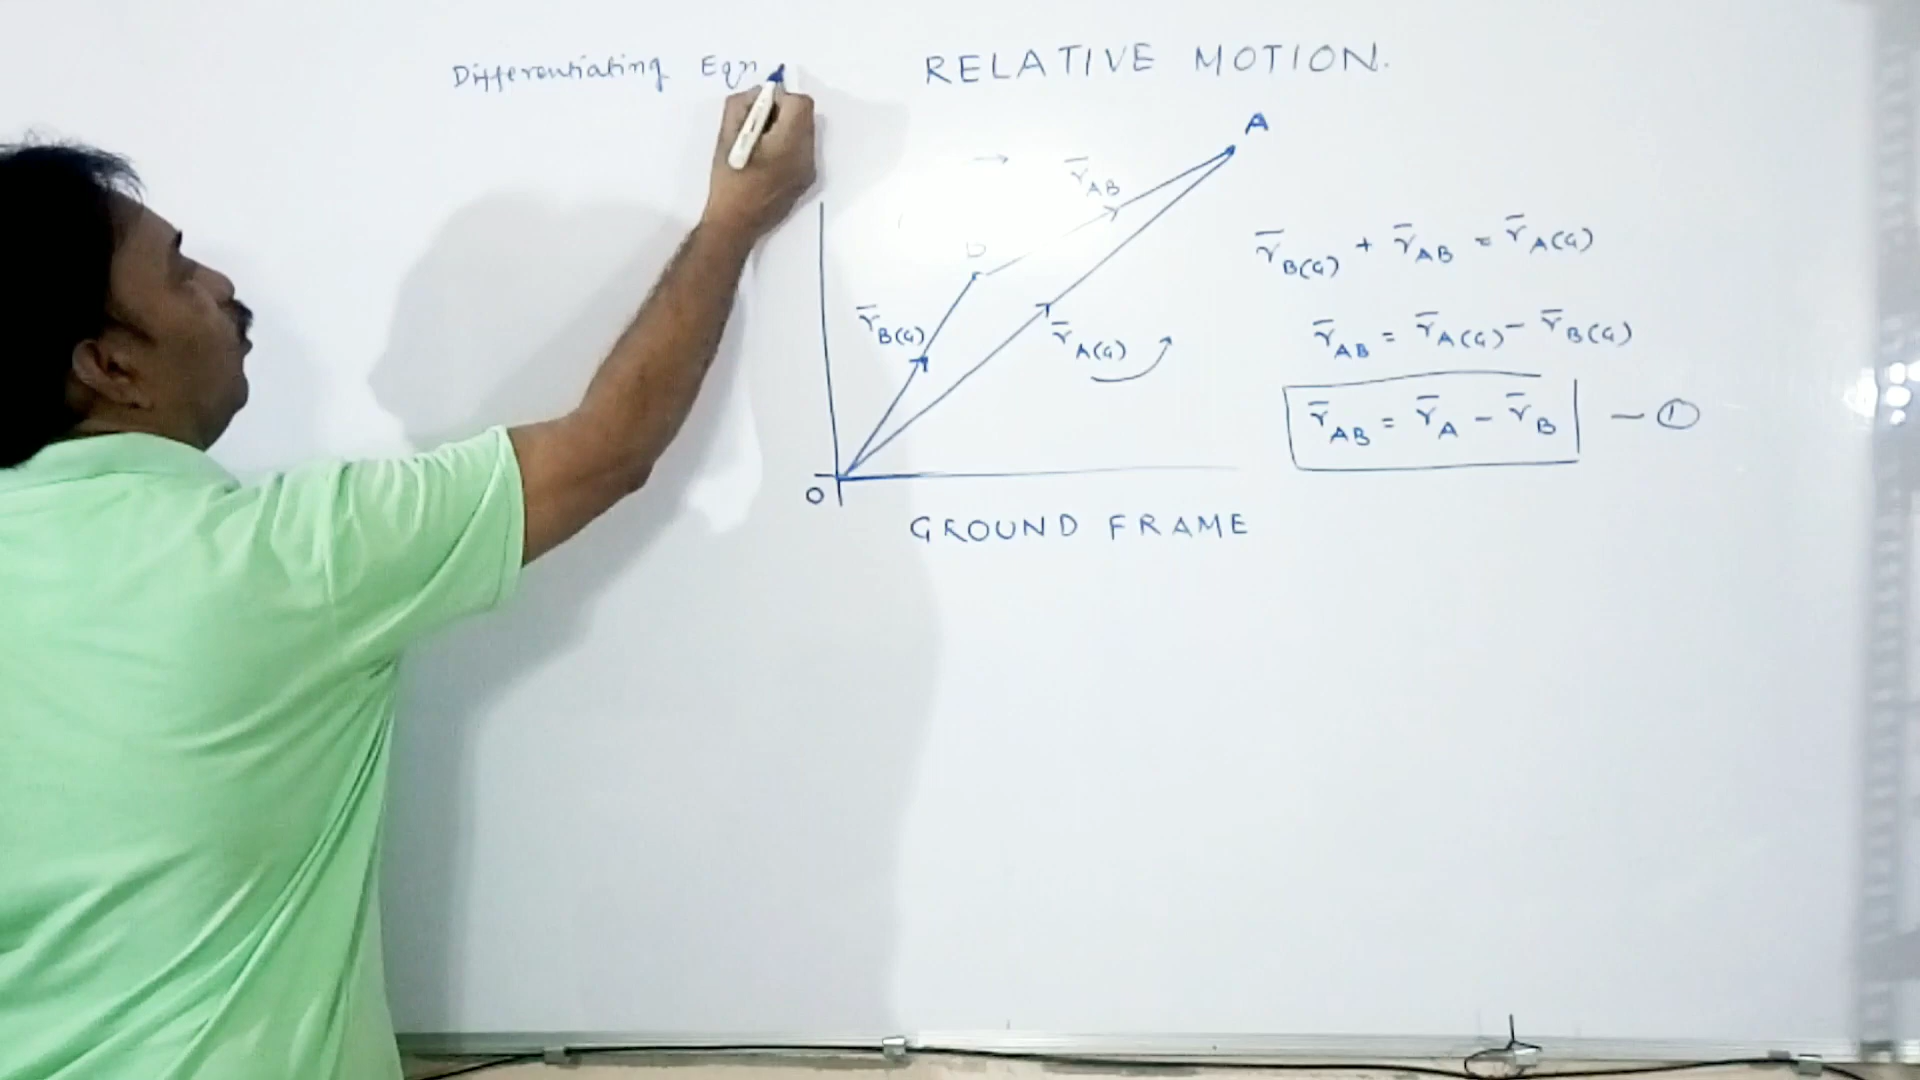 Differentiating Eqn
RELATIVE MOTION.
A
r̅AB
r̅B(G)
r̅A(G)
O
GROUND FRAME
r̅B(G) + r̅AB = r̅A(G)
r̅AB = r̅A(G) - r̅B(G)
r̅AB = r̅A - r̅B — ①